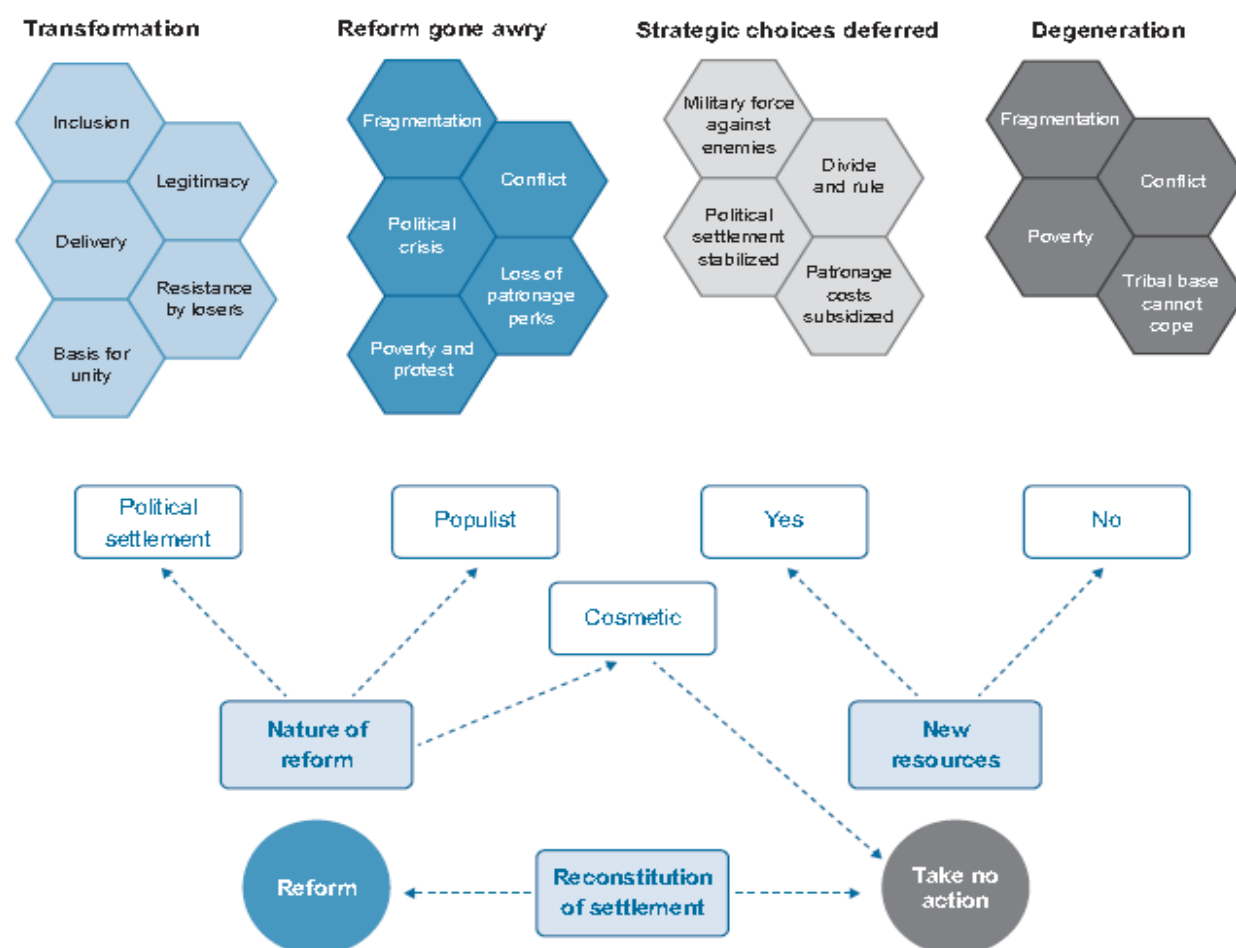 Transformation
Reform gone awry
Strategic choices deferred
Degeneration
Inclusion
Legitimacy
Delivery
Resistance
by losers
Basis for
unity
Fragmentation
Conflict
Political
crisis
Loss of
patronage
perks
Poverty and
protest
Military force
against
enemies
Divide
and rule
Political
settlement
stabilized
Patronage
costs
subsidized
Fragmentation
Conflict
Poverty
Tribal base
cannot
cope
Political
settlement
Populist
Yes
No
Cosmetic
Nature of
reform
New
resources
Reform
Reconstitution
of settlement
Take no
action